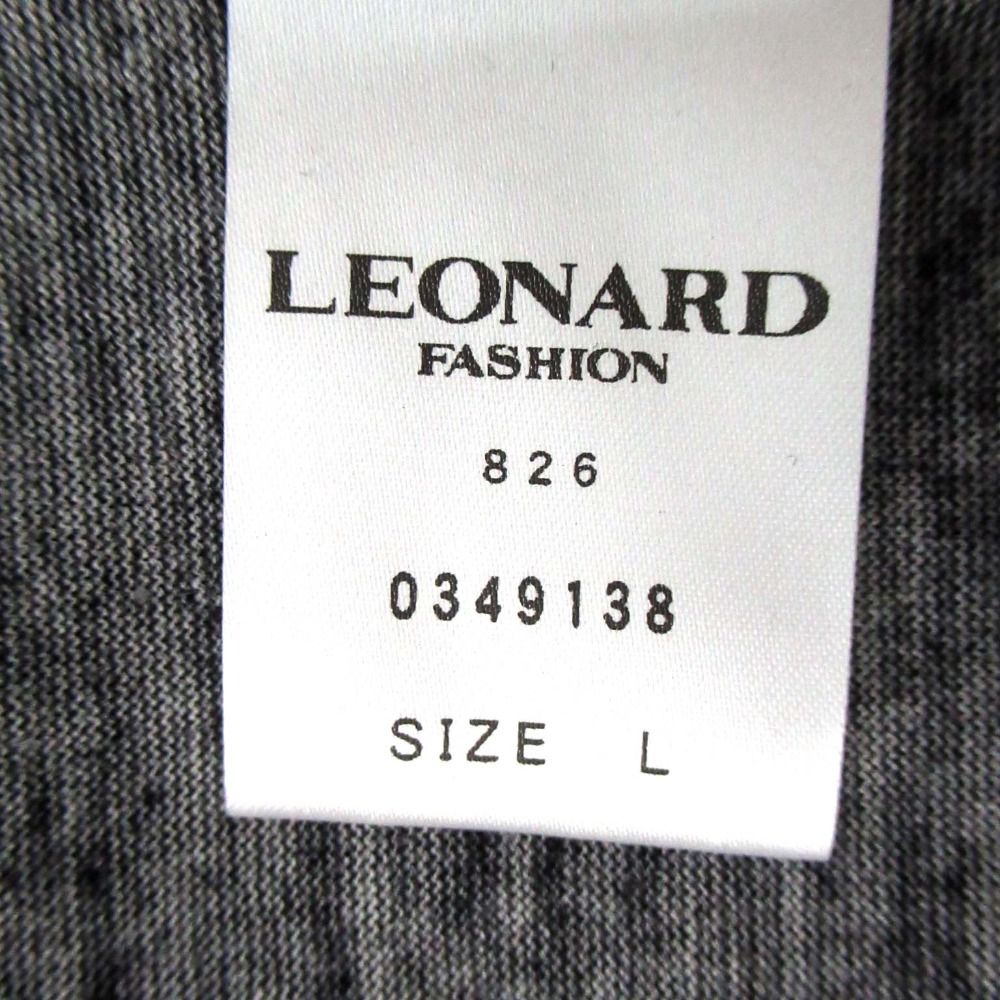 LEONARD
FASHION
826
0349138
SIZE L